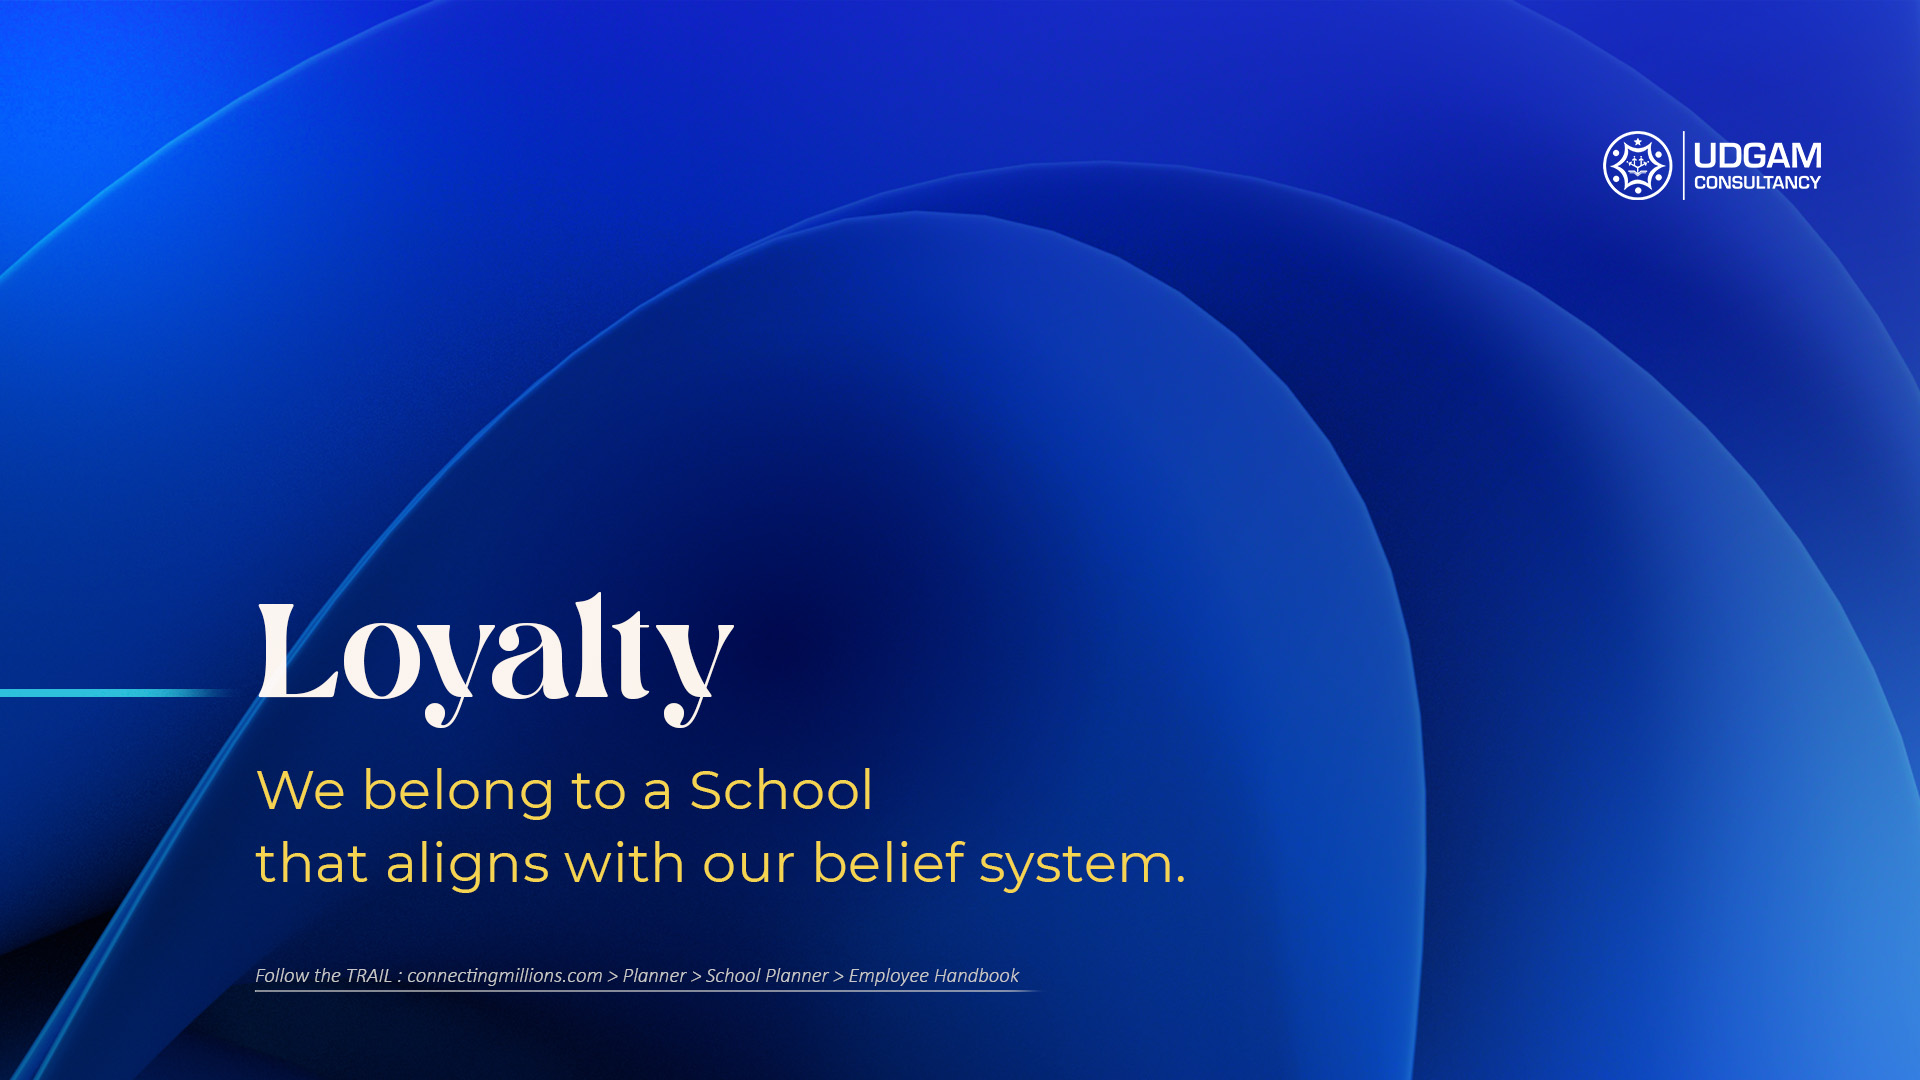 UDGAM
CONSULTANCY
Loyalty
We belong to a School
that aligns with our belief system.
Follow the TRAIL : connectingmillions.com > Planner > School Planner > Employee Handbook